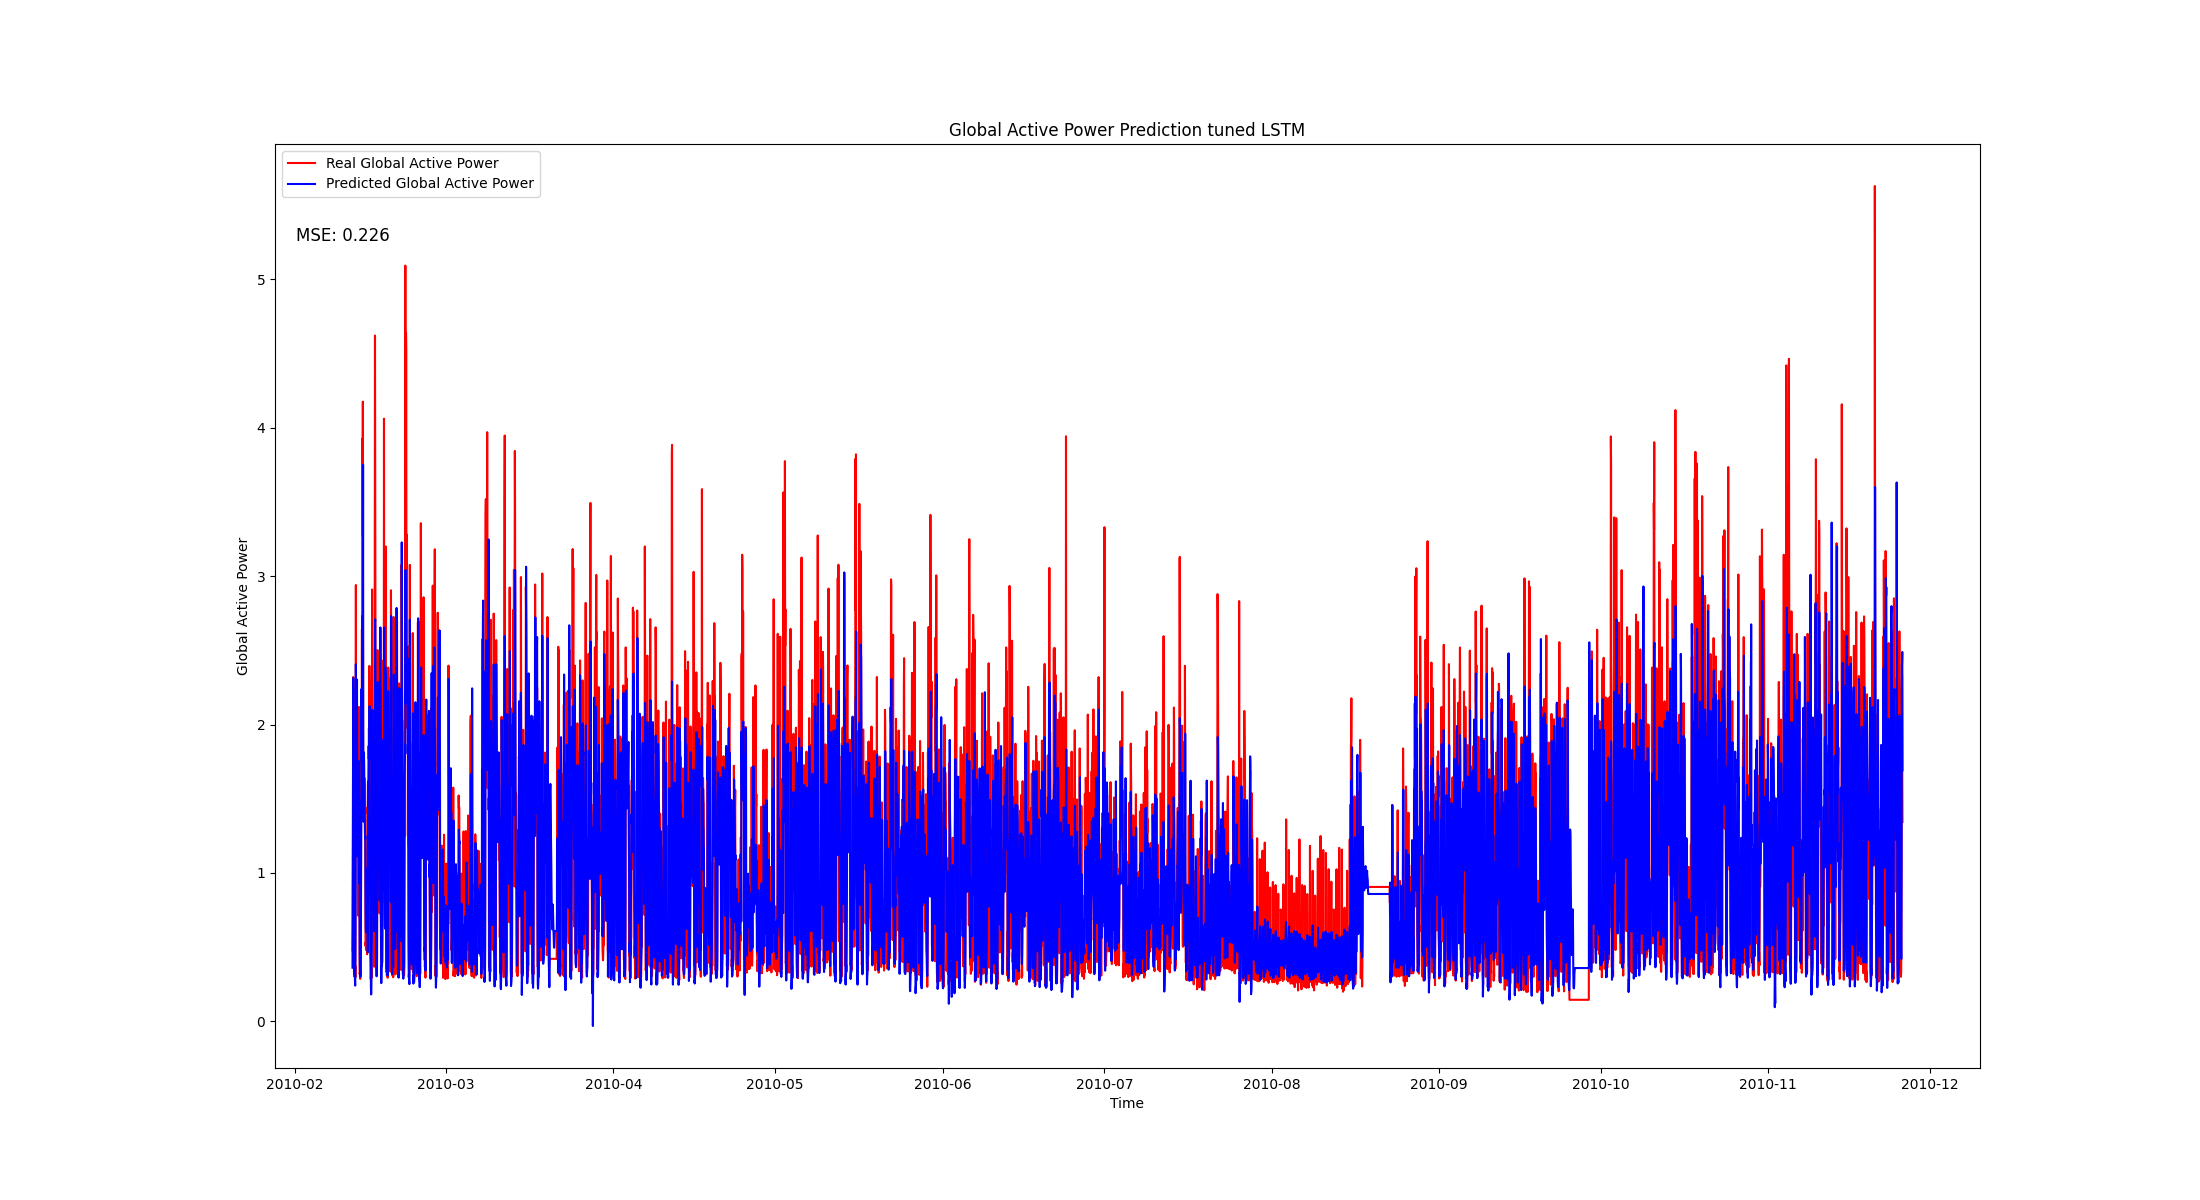 Global Active Power Prediction tuned LSTM
Real Global Active Power
Predicted Global Active Power
MSE: 0.226
5
4
3
2
1
0
Global Active Power
2010-02 2010-03 2010-04 2010-05 2010-06 2010-07 2010-08 2010-09 2010-10 2010-11 2010-12
Time